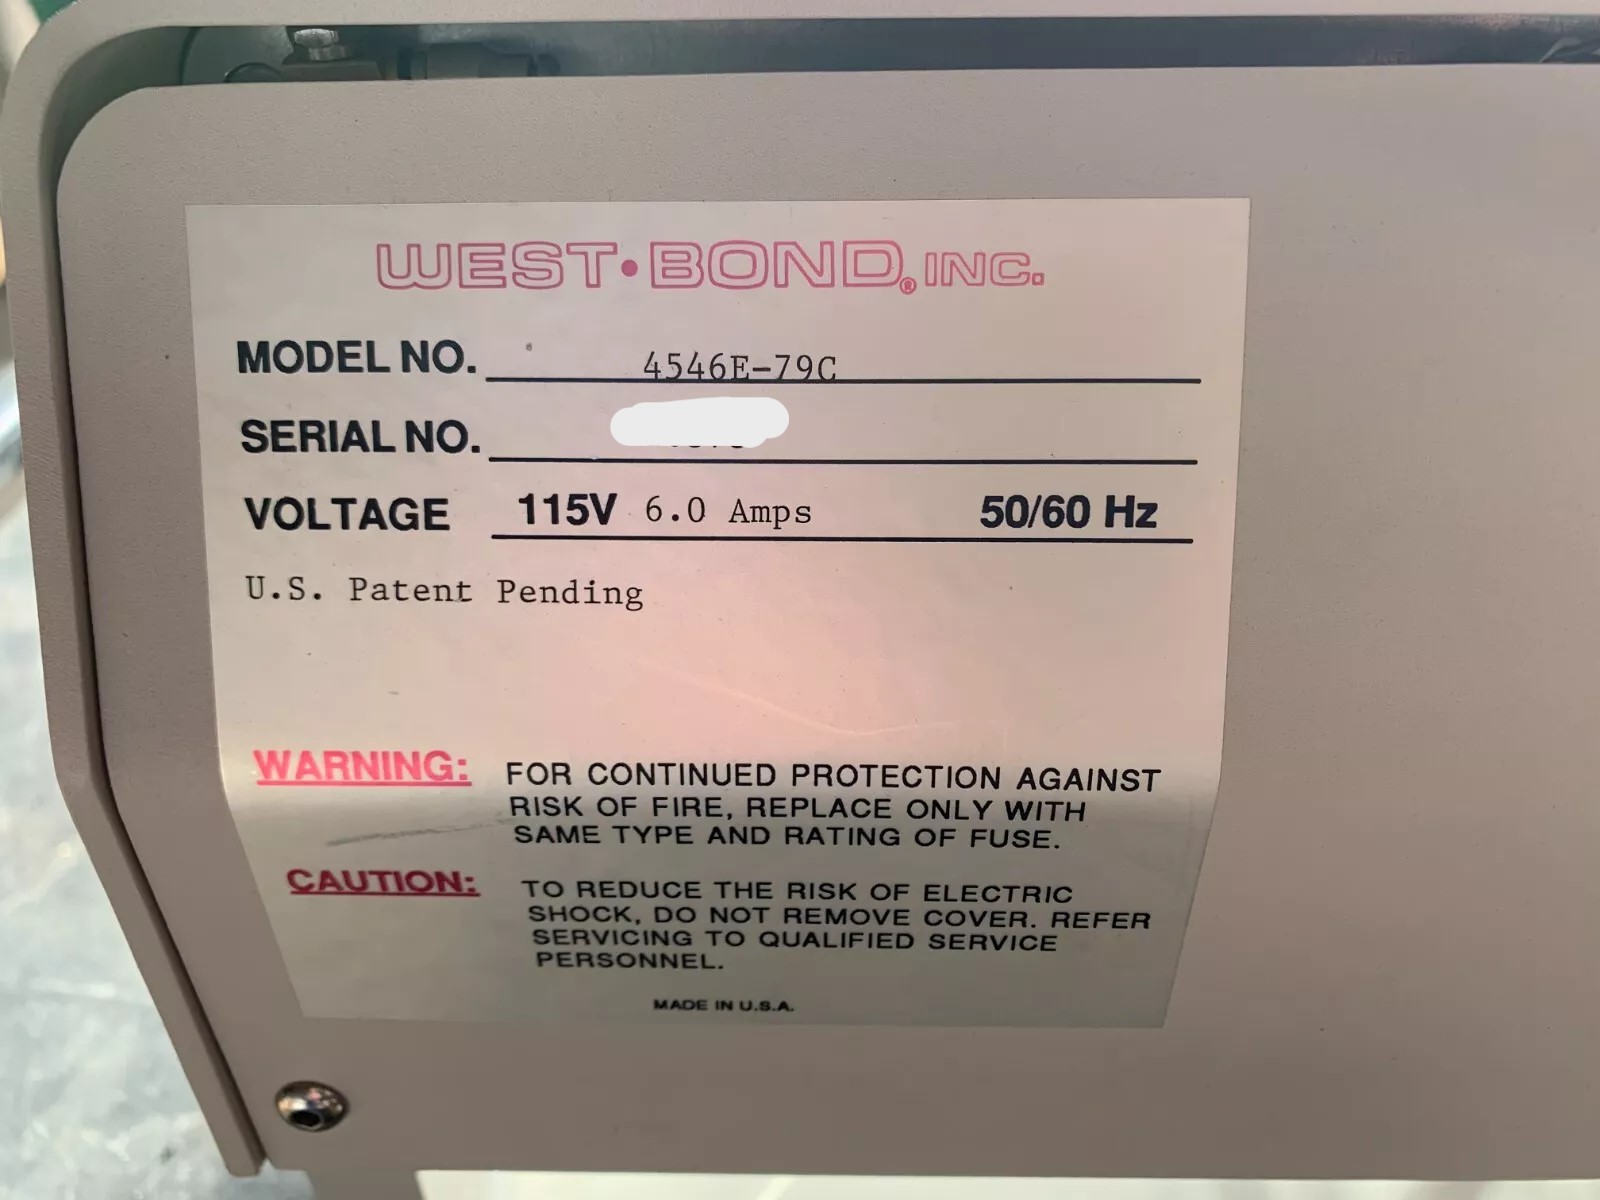 WEST·BOND® INC.
MODEL NO. 4546E-79C
SERIAL NO.
VOLTAGE 115V 6.0 Amps 50/60 Hz
U.S. Patent Pending
WARNING: FOR CONTINUED PROTECTION AGAINST
RISK OF FIRE, REPLACE ONLY WITH
SAME TYPE AND RATING OF FUSE.
CAUTION: TO REDUCE THE RISK OF ELECTRIC
SHOCK, DO NOT REMOVE COVER. REFER
SERVICING TO QUALIFIED SERVICE
PERSONNEL.
MADE IN U.S.A.